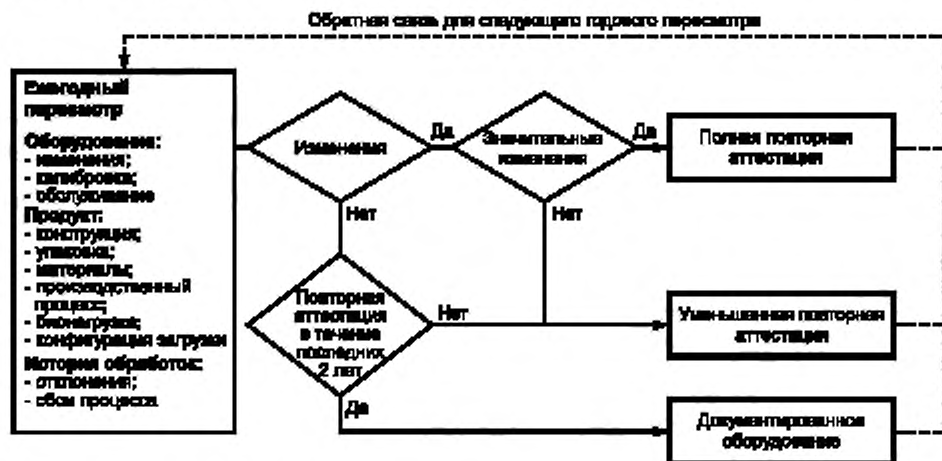 Обратная связь для следующего годового пересмотра
Ежегодный
пересмотр
Оборудование:
- изменения;
- калибровка;
- обслуживание
Продукт:
- конструкция;
- упаковка;
- материалы;
- производственный
процесс;
- бионагрузка;
- конфигурация загрузки
История обработок:
- отклонения;
- сбои процесса
Изменения
Да
Значительные
изменения
Да
Полная повторная
аттестация
Нет
Нет
Повторная
аттестация
в течение
последних
2 лет
Нет
Уменьшенная повторная
аттестация
Да
Документированное
оборудование